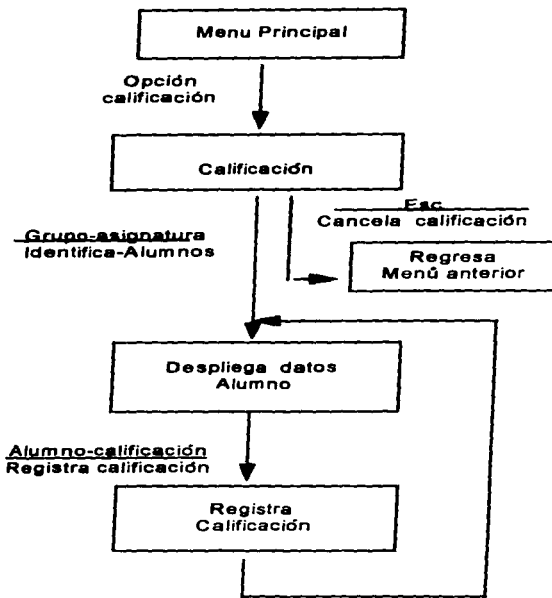 Menu Principal
Opción
calificación
Calificación
Esc
Cancela calificación
Grupo-asignatura
Identifica-Alumnos
Regresa
Menú anterior
Despliega datos
Alumno
Alumno-calificación
Registra calificación
Registra
Calificación